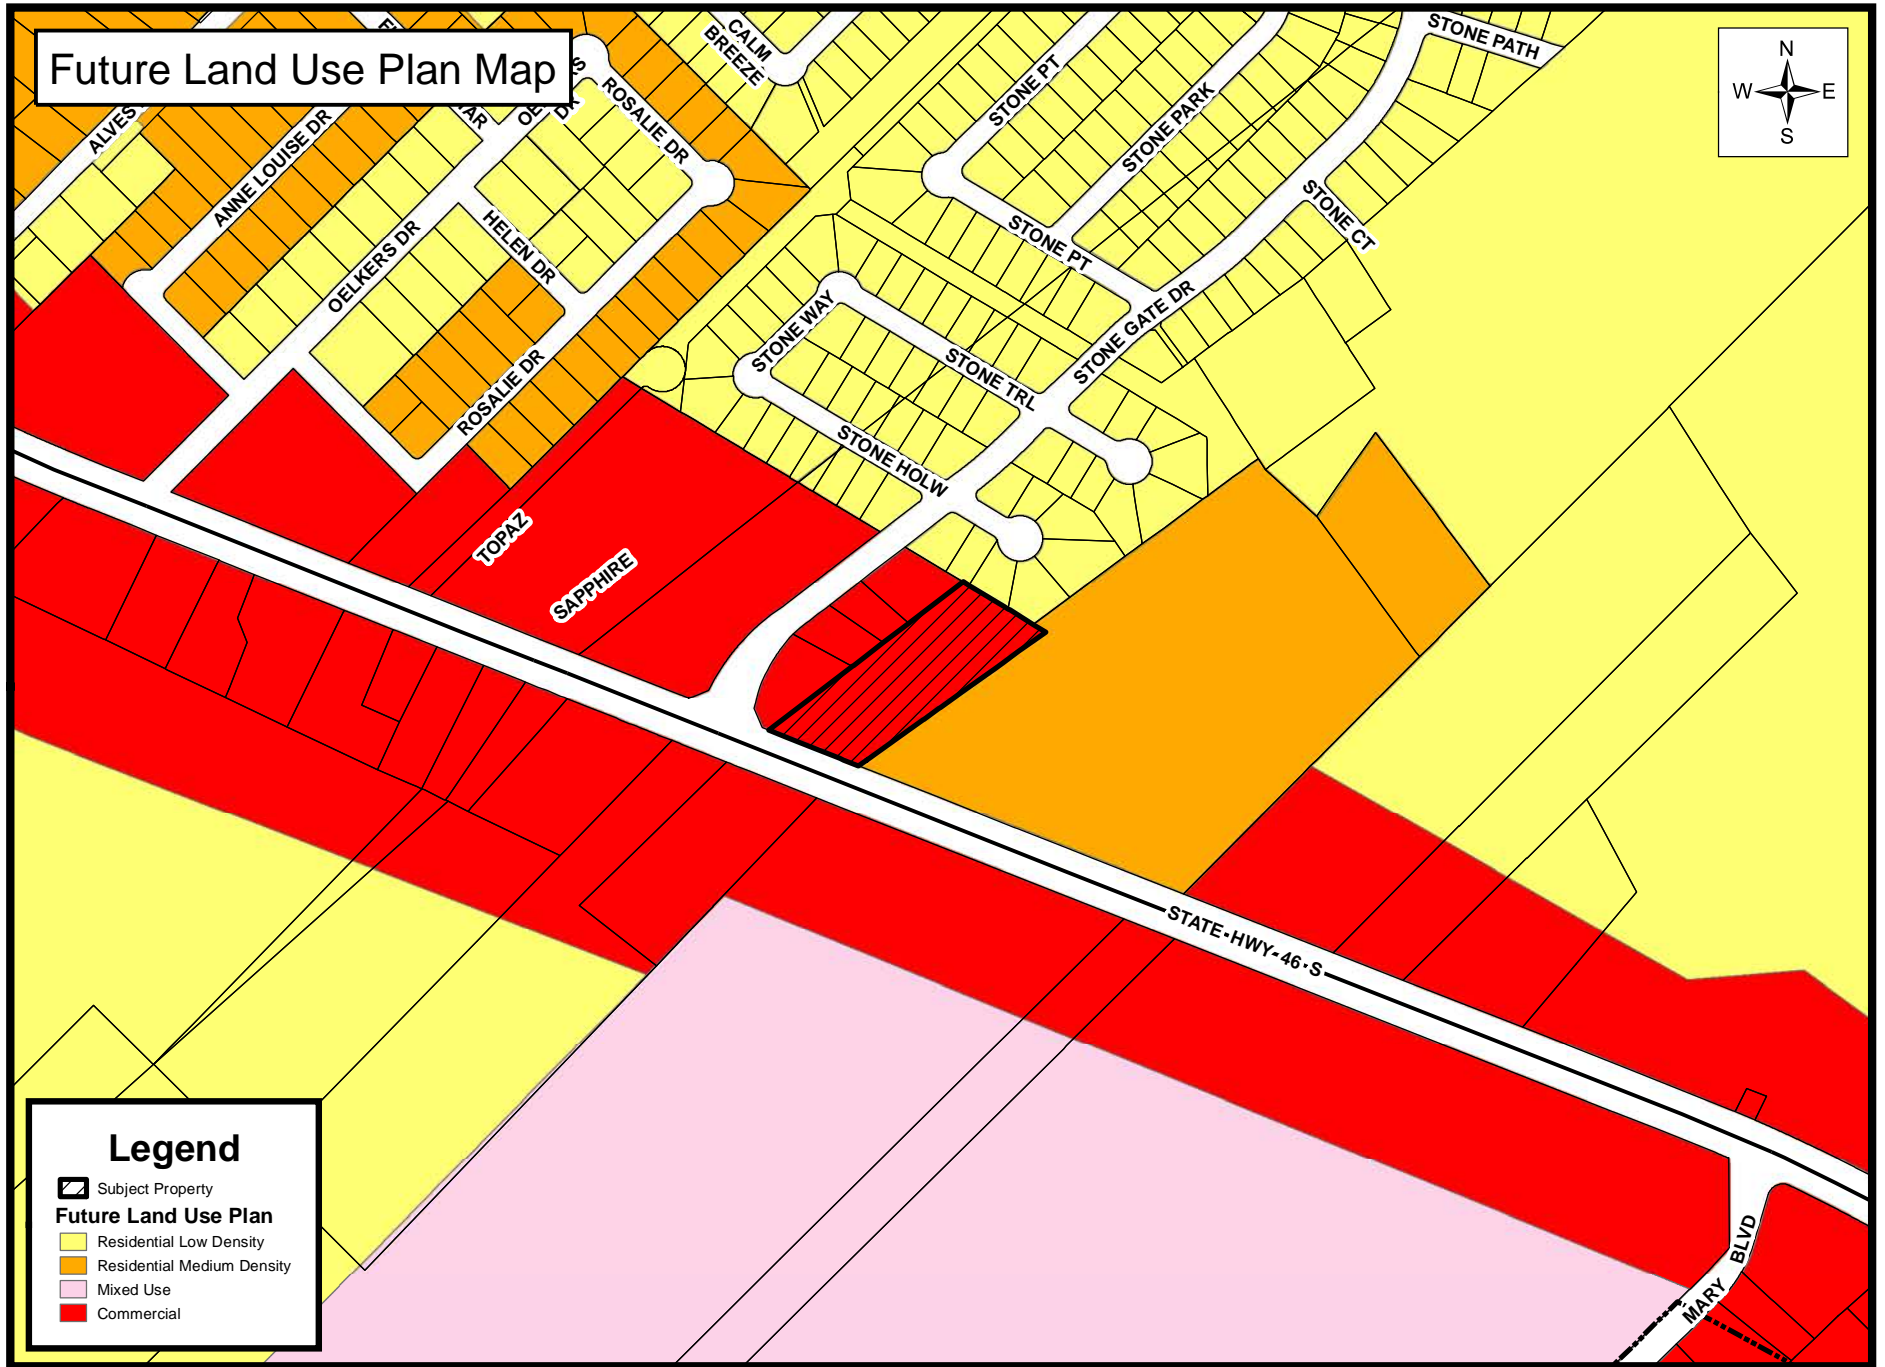 Future Land Use Plan Map
CALM
BREEZE
STONE PATH
N
W E
S
ALVES
ANNE LOUISE DR
OELKERS DR
HELEN DR
ROSALIE DR
ROSALIE DR
DR
STONE PT
STONE PARK
STONE CT
STONE PT
STONE GATE DR
STONE WAY
STONE TRL
STONE HOLW
TOPAZ
SAPPHIRE
STATE-HWY-46-S
MARY BLVD
Legend
Subject Property
Future Land Use Plan
Residential Low Density
Residential Medium Density
Mixed Use
Commercial